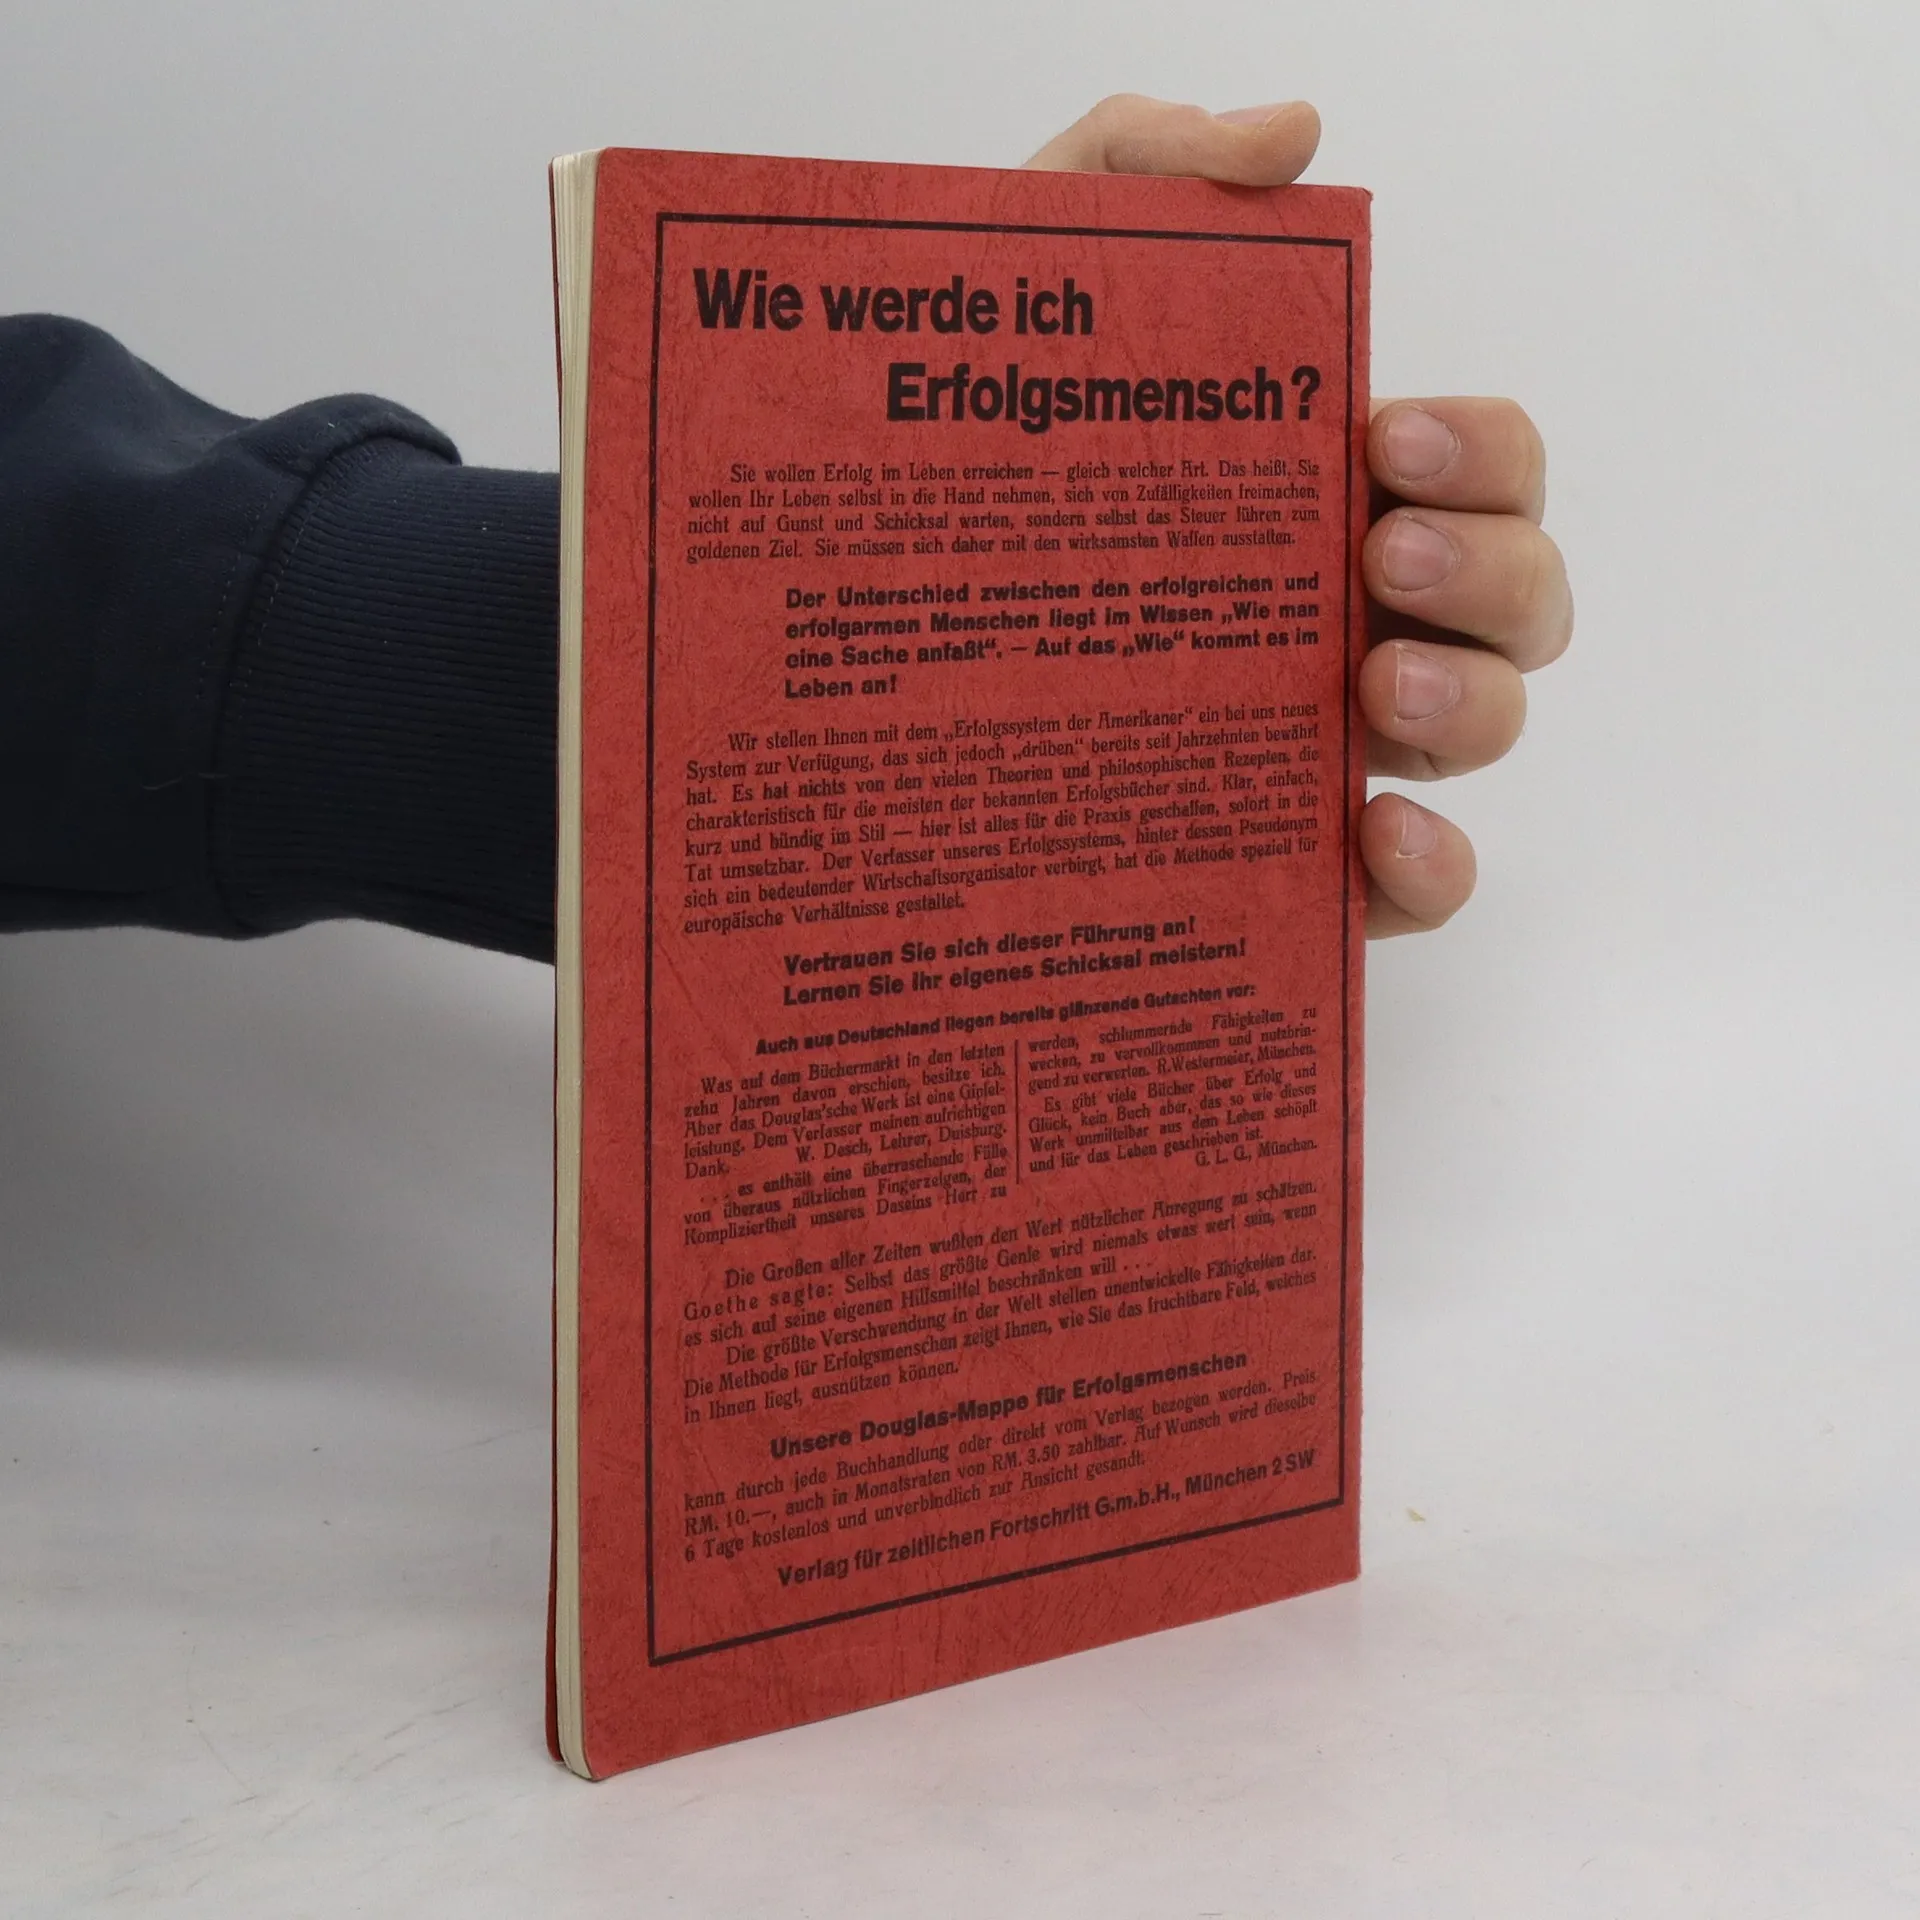 Wie werde ich
Erfolgsmensch?
Sie wollen Erfolg im Leben erreichen — gleich welcher Art. Das heißt, Sie
wollen Ihr Leben selbst in die Hand nehmen, sich von Zufälligkeiten freimachen,
nicht auf Gunst und Schicksal warten, sondern selbst das Steuer führen zum
goldenen Ziel. Sie müssen sich daher mit den wirksamsten Waffen ausstatten.
Der Unterschied zwischen den erfolgreichen und
erfolgarmen Menschen liegt im Wissen „Wie man
eine Sache anfaßt“. — Auf das „Wie“ kommt es im
Leben an!
Wir stellen Ihnen mit dem „Erfolgssystem der Amerikaner“ ein bei uns neues
System zur Verfügung, das sich jedoch „drüben“ bereits seit Jahrzehnten bewährt
hat. Es hat nichts von den vielen Theorien und philosophischen Rezepten, die
charakteristisch für die meisten der bekannten Erfolgsbücher sind. Klar, einfach,
kurz und bündig im Stil — hier ist alles für die Praxis geschaffen, sofort in die
Tat umsetzbar. Der Verfasser unseres Erfolgssystems, hinter dessen Pseudonym
sich ein bedeutender Wirtschaftsorganisator verbirgt, hat die Methode speziell für
europäische Verhältnisse gestaltet.
Vertrauen Sie sich dieser Führung an!
Lernen Sie Ihr eigenes Schicksal meistern!
Auch aus Deutschland liegen bereits glänzende Gutachten vor:
Was auf dem Büchermarkt in den letzten
zehn Jahren davon erschien, besitze ich.
Aber das Douglas'sche Werk ist eine Gipfel-
leistung. Dem Verfasser meinen aufrichtigen
Dank. W. Desch, Lehrer, Duisburg.
. . . es enthält eine überraschende Fülle
von überaus nützlichen Fingerzeigen, der
Kompliziertheit unseres Daseins Herr zu
werden, schlummernde Fähigkeiten zu
wecken, zu vervollkommnen und nutzbrin-
gend zu verwerten. R. Westermeier, München.
Es gibt viele Bücher über Erfolg und
Glück, kein Buch aber, das so wie dieses
Werk unmittelbar aus dem Leben schöpft
und für das Leben geschrieben ist.
G. L. G., München.
Die Großen aller Zeiten wußten den Wert nützlicher Anregung zu schätzen.
Goethe sagte: Selbst das größte Genie wird niemals etwas wert sein, wenn
es sich auf seine eigenen Hilfsmittel beschränken will . . .
Die größte Verschwendung in der Welt stellen unentwickelte Fähigkeiten dar.
Die Methode für Erfolgsmenschen zeigt Ihnen, wie Sie das fruchtbare Feld, welches
in Ihnen liegt, ausnützen können.
Unsere Douglas-Mappe für Erfolgsmenschen
kann durch jede Buchhandlung oder direkt vom Verlag bezogen werden. Preis
RM. 10.—, auch in Monatsraten von RM. 3.50 zahlbar. Auf Wunsch wird dieselbe
6 Tage kostenlos und unverbindlich zur Ansicht gesandt.
Verlag für zeitlichen Fortschritt G.m.b.H., München 2 SW